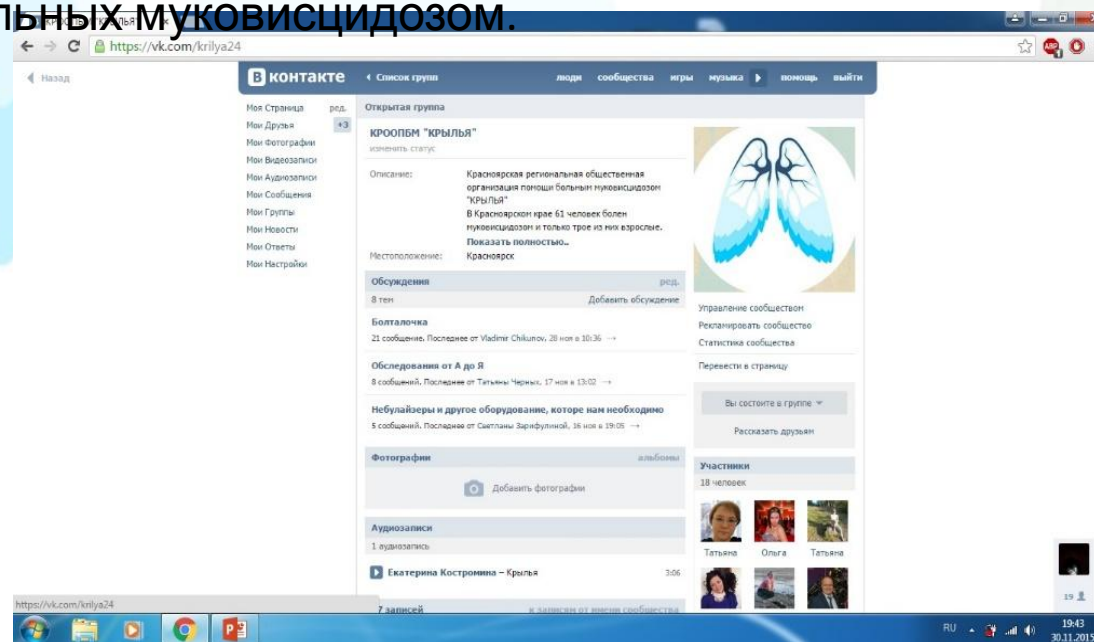 льных муковисцидозом.
https://vk.com/krilya24
Назад
В контакте
Список групп
люди сообщества игры музыка помощь выйти
Моя Страница ред.
Мои Друзья +3
Мои Фотографии
Мои Видеозаписи
Мои Аудиозаписи
Мои Сообщения
Мои Группы
Мои Новости
Мои Ответы
Мои Настройки
Открытая группа
КРООПБМ "КРЫЛЬЯ"
изменить статус
Описание: Красноярская региональная общественная
организация помощи больным муковисцидозом
"КРЫЛЬЯ"
В Красноярском крае 61 человек болен
муковисцидозом и только трое из них взрослые.
Показать полностью..
Местоположение: Красноярск
Обсуждения ред.
8 тем Добавить обсуждение
Болталочка
21 сообщение. Последнее от Vladimir Chikunov, 28 ноя в 10:36 →
Обследования от А до Я
8 сообщений. Последнее от Татьяны Черных, 17 ноя в 13:02 →
Небулайзеры и другое оборудование, которе нам необходимо
5 сообщений. Последнее от Светланы Зарифулиной, 16 ноя в 19:05 →
Фотографии альбомы
Добавить фотографии
Аудиозаписи
1 аудиозапись
Екатерина Костромина – Крылья 3:06
7 записей к записям от имени сообщества
Управление сообществом
Рекламировать сообщество
Статистика сообщества
Перевести в страницу
Вы состоите в группе
Рассказать друзьям
Участники
18 человек
Татьяна Ольга Татьяна
19
https://vk.com/krilya24
RU 19:43
30.11.2015